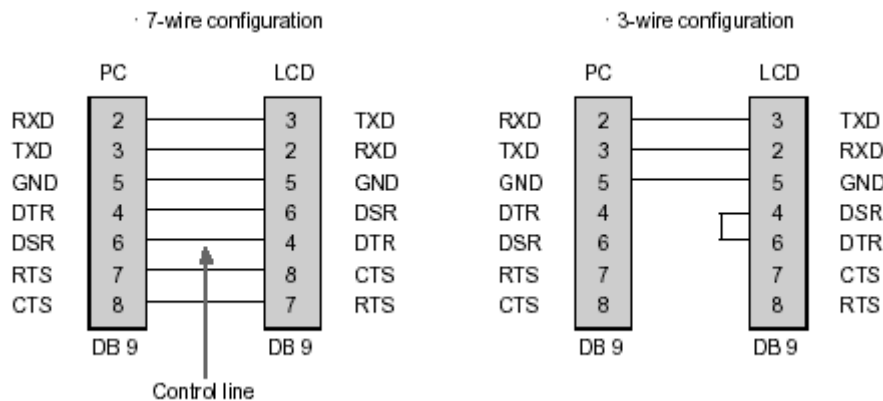 · 7-wire configuration
PC LCD
RXD 2 3 TXD
TXD 3 2 RXD
GND 5 5 GND
DTR 4 6 DSR
DSR 6 4 DTR
RTS 7 8 CTS
CTS 8 7 RTS
DB 9 DB 9
Control line
· 3-wire configuration
PC LCD
RXD 2 3 TXD
TXD 3 2 RXD
GND 5 5 GND
DTR 4 4 DSR
DSR 6 6 DTR
RTS 7 7 CTS
CTS 8 8 RTS
DB 9 DB 9